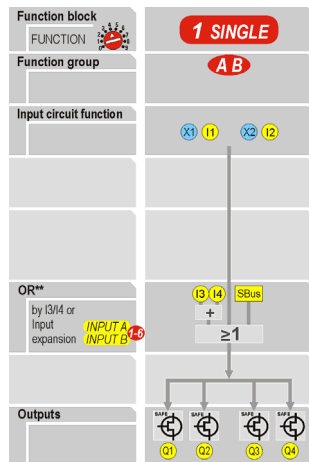 Function block
FUNCTION
1 SINGLE
Function group
A B
Input circuit function
X1 I1 X2 I2
OR**
by I3/I4 or
Input
expansion
INPUT A
INPUT B
1-6
I3 I4 SBus
+
≥1
Outputs
SAFE SAFE SAFE SAFE
Q1 Q2 Q3 Q4